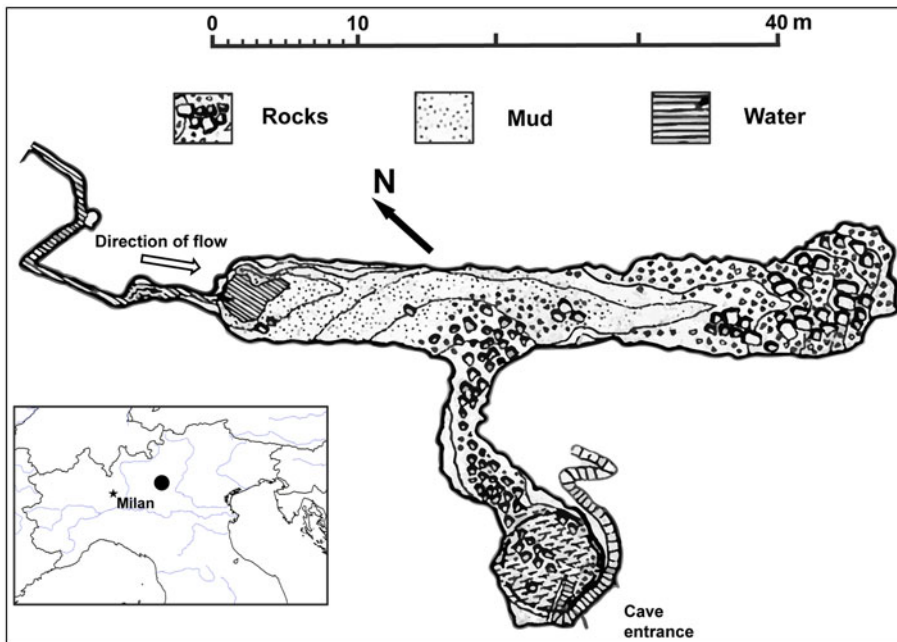 0 10 40 m
Rocks Mud Water
N
Direction of flow
Milan
Cave
entrance